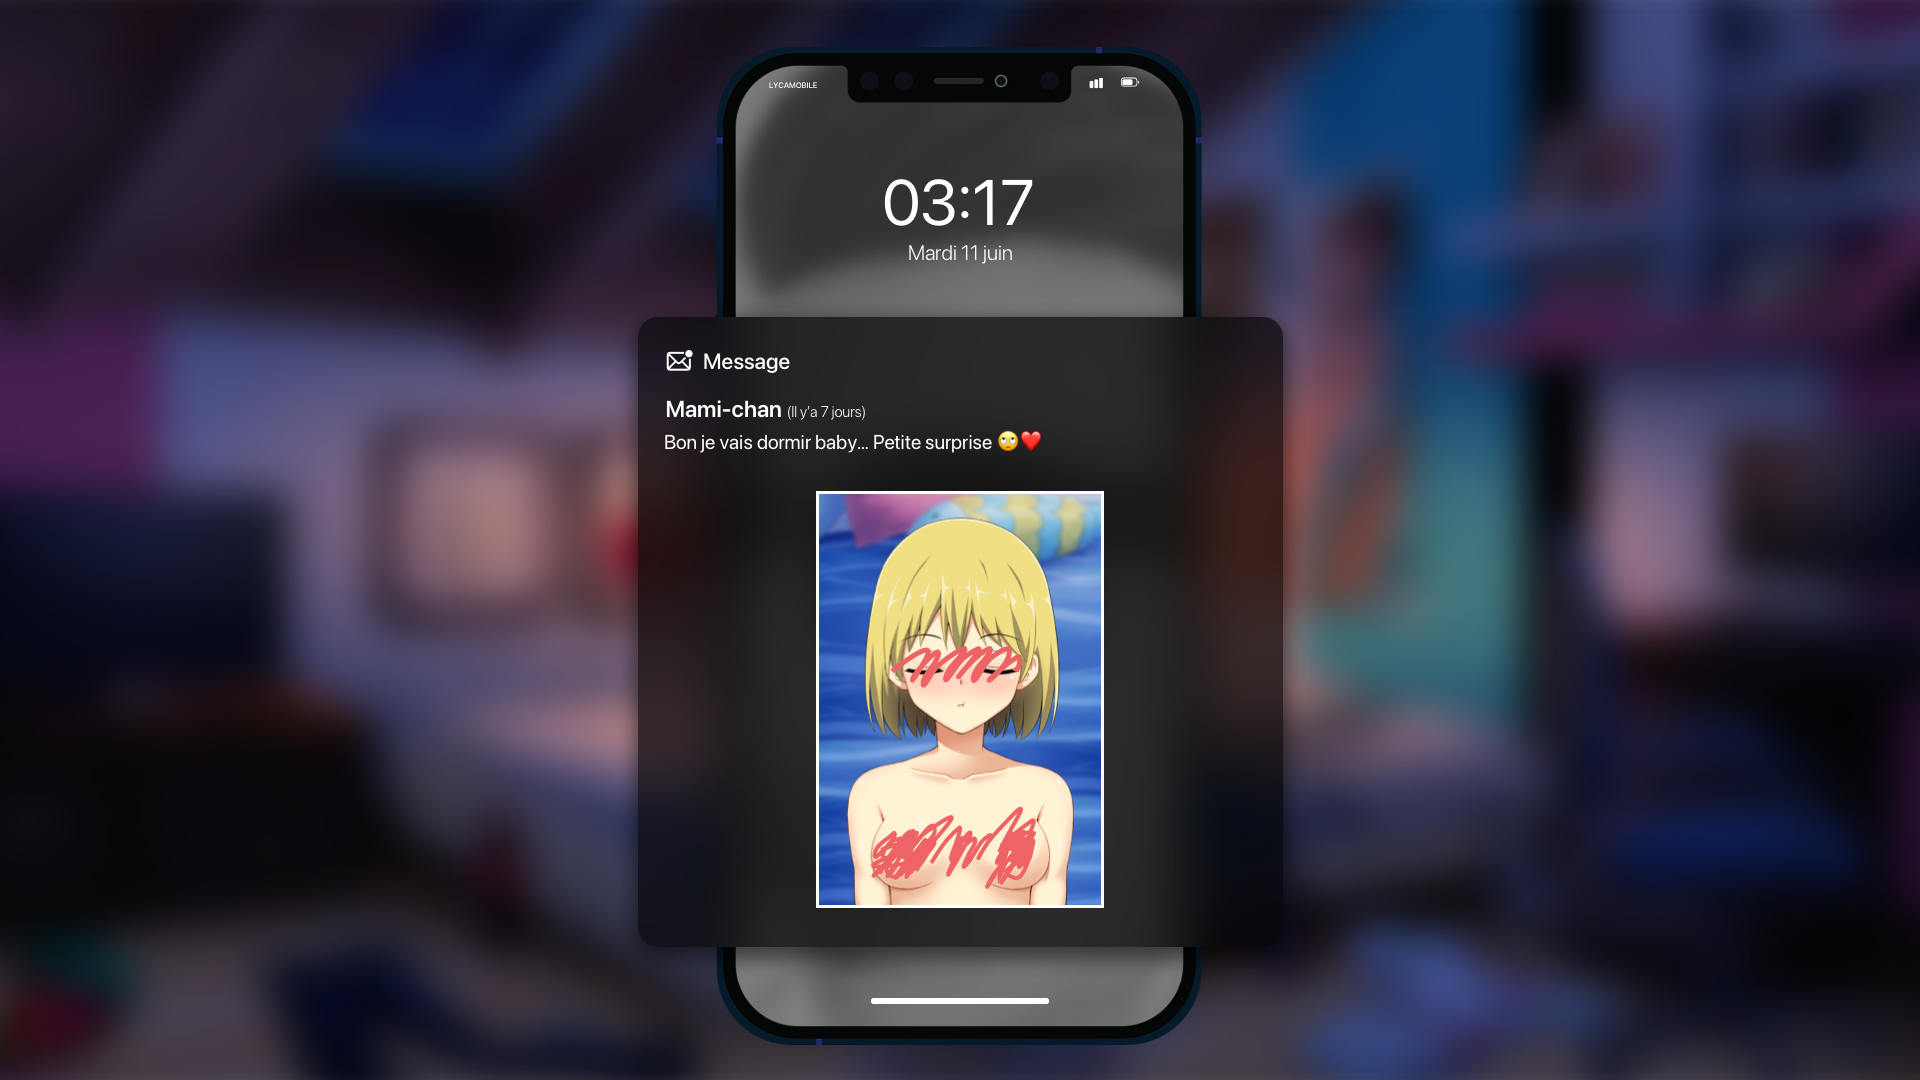 LYCAMOBILE
03:17
Mardi 11 juin
Message
Mami-chan (Il y'a 7 jours)
Bon je vais dormir baby... Petite surprise 🙄❤️